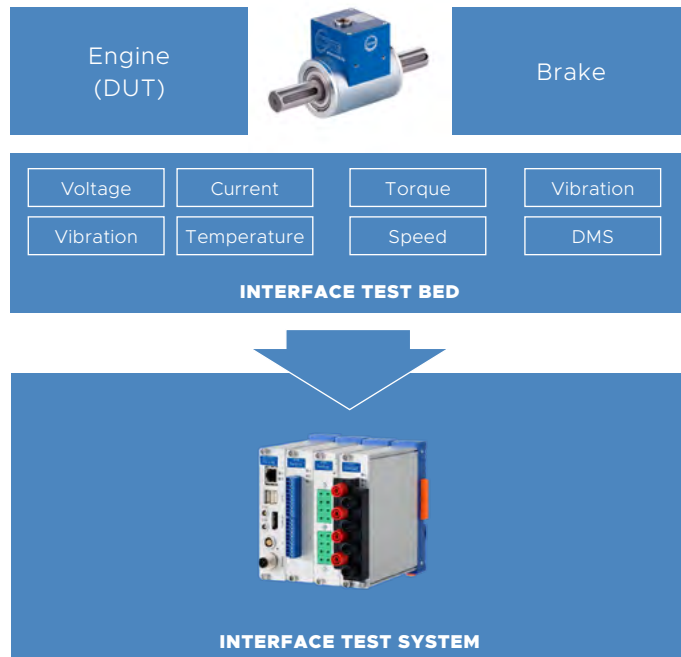 Engine
(DUT)
Brake
Voltage
Current
Torque
Vibration
Vibration
Temperature
Speed
DMS
INTERFACE TEST BED
INTERFACE TEST SYSTEM